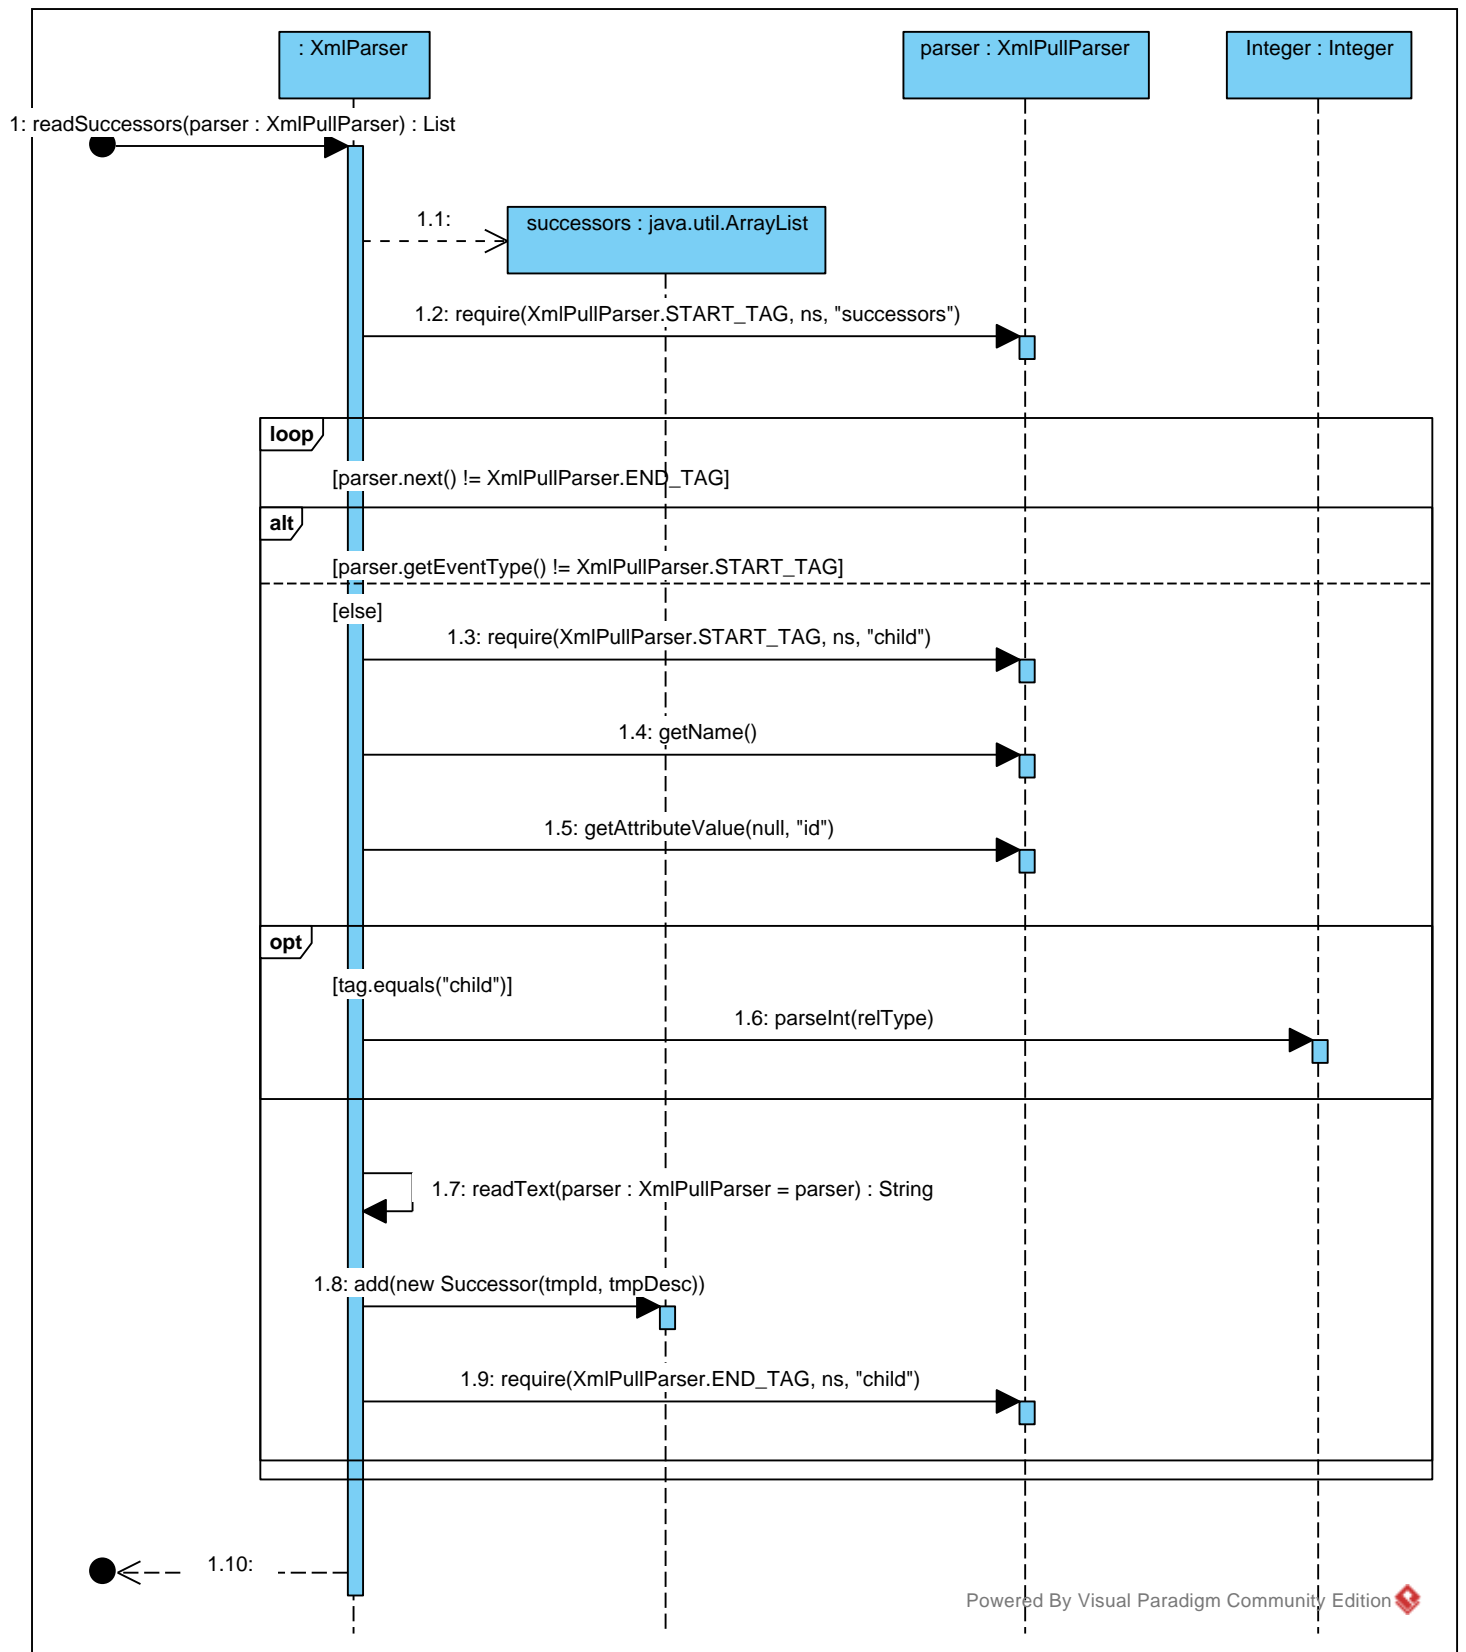 : XmlParser
parser : XmlPullParser
Integer : Integer
1: readSuccessors(parser : XmlPullParser) : List
1.1:
successors : java.util.ArrayList
1.2: require(XmlPullParser.START_TAG, ns, "successors")
loop
[parser.next() != XmlPullParser.END_TAG]
alt
[parser.getEventType() != XmlPullParser.START_TAG]
[else]
1.3: require(XmlPullParser.START_TAG, ns, "child")
1.4: getName()
1.5: getAttributeValue(null, "id")
opt
[tag.equals("child")]
1.6: parseInt(relType)
1.7: readText(parser : XmlPullParser = parser) : String
1.8: add(new Successor(tmpId, tmpDesc))
1.9: require(XmlPullParser.END_TAG, ns, "child")
1.10:
Powered By Visual Paradigm Community Edition